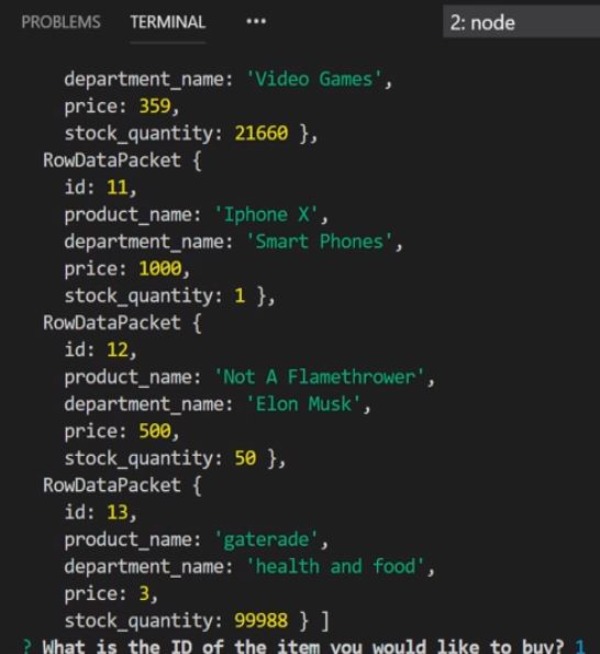 PROBLEMS TERMINAL ••• 2: node
department_name: 'Video Games',
price: 359,
stock_quantity: 21660 },
RowDataPacket {
id: 11,
product_name: 'Iphone X',
department_name: 'Smart Phones',
price: 1000,
stock_quantity: 1 },
RowDataPacket {
id: 12,
product_name: 'Not A Flamethrower',
department_name: 'Elon Musk',
price: 500,
stock_quantity: 50 },
RowDataPacket {
id: 13,
product_name: 'gaterade',
department_name: 'health and food',
price: 3,
stock_quantity: 99988 } ]
? What is the ID of the item you would like to buy? 1